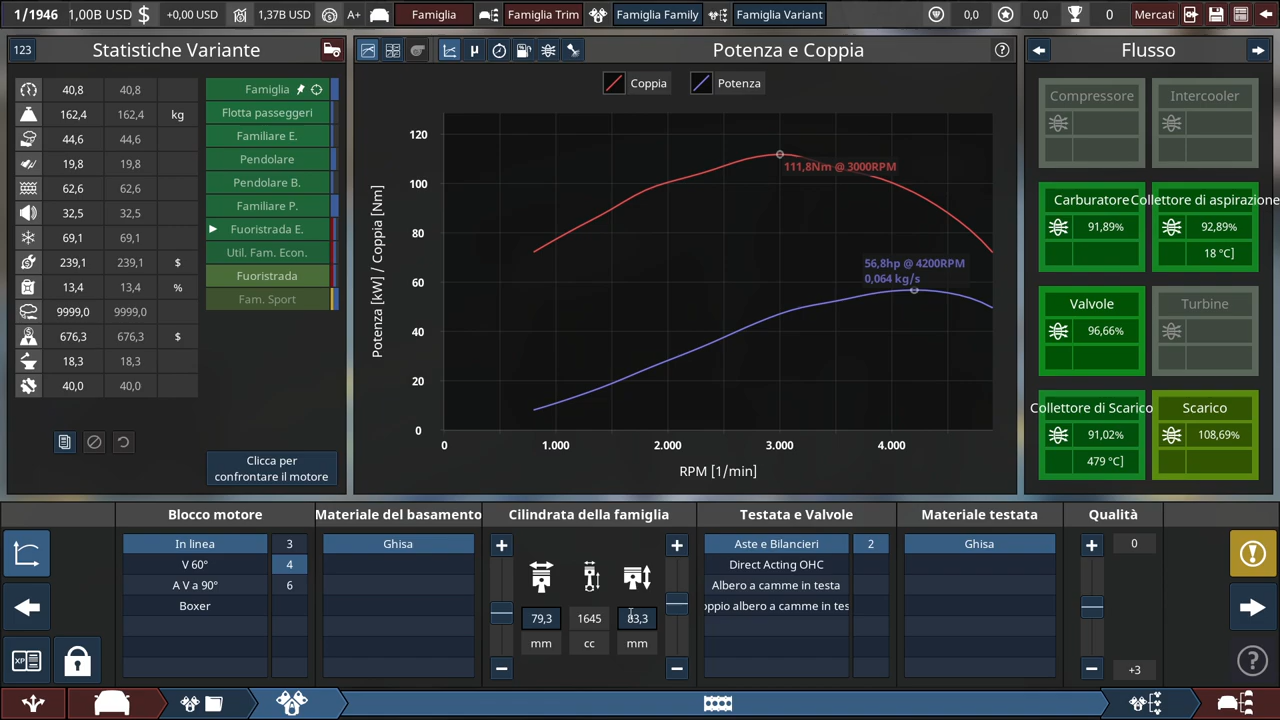 1/1946 1,00B USD $ +0,00 USD 1,37B USD A+ Famiglia Famiglia Trim Famiglia Family Famiglia Variant 0,0 0,0 0 Mercati
123 Statistiche Variante
40,8 40,8
162,4 162,4 kg
44,6 44,6
19,8 19,8
62,6 62,6
32,5 32,5
69,1 69,1
239,1 239,1 $
13,4 13,4 %
9999,0 9999,0
676,3 676,3 $
18,3 18,3
40,0 40,0
Famiglia
Flotta passeggeri
Familiare E.
Pendolare
Pendolare B.
Familiare P.
Fuoristrada E.
Util. Fam. Econ.
Fuoristrada
Fam. Sport
Clicca per
confrontare il motore
µ Potenza e Coppia ?
Coppia Potenza
Potenza [kW] / Coppia [Nm]
120
100
80
60
40
20
0
111,8Nm @ 3000RPM
56,8hp @ 4200RPM
0,064 kg/s
0 1.000 2.000 3.000 4.000
RPM [1/min]
Flusso
Compressore Intercooler
Carburatore Collettore di aspirazione
91,89% 92,89%
18 °C]
Valvole Turbine
96,66%
Collettore di Scarico Scarico
91,02% 108,69%
479 °C]
Blocco motore
In linea 3
V 60° 4
A V a 90° 6
Boxer
Materiale del basamento
Ghisa
Cilindrata della famiglia
+ +
79,3 1645 83,3
mm cc mm
- -
Testata e Valvole
Aste e Bilancieri 2
Direct Acting OHC
Albero a camme in testa
oppio albero a camme in tes
Materiale testata
Ghisa
Qualità
+ 0
- +3
XP
?